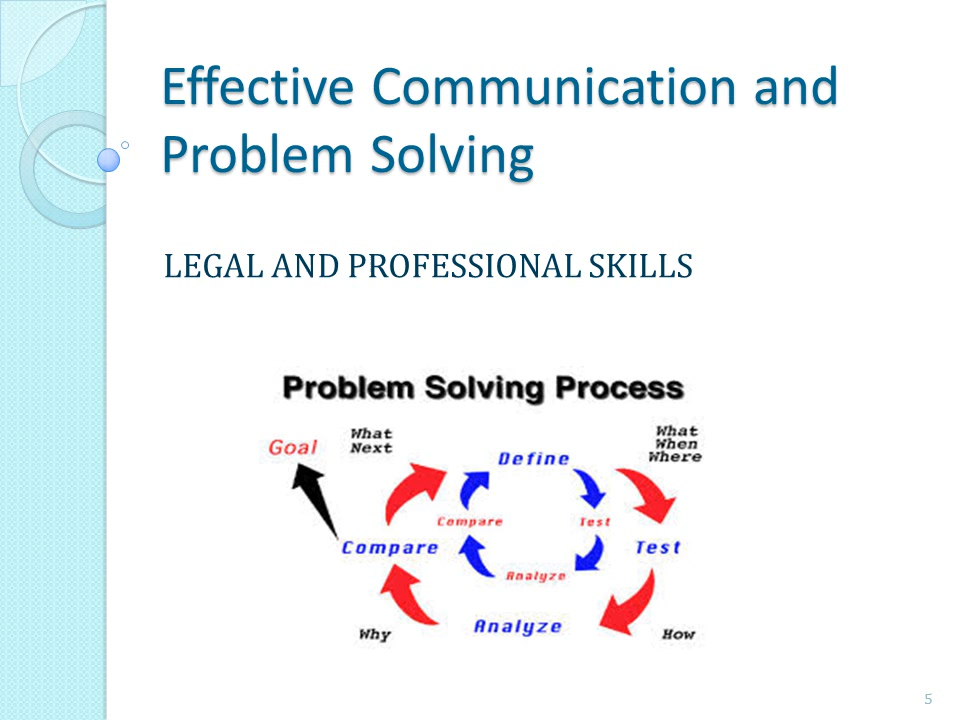 Effective Communication and
Problem Solving
LEGAL AND PROFESSIONAL SKILLS
Problem Solving Process
Goal
What
Next
Define
What
When
Where
Compare
Test
Compare
Test
Analyze
Analyze
Why
How
5